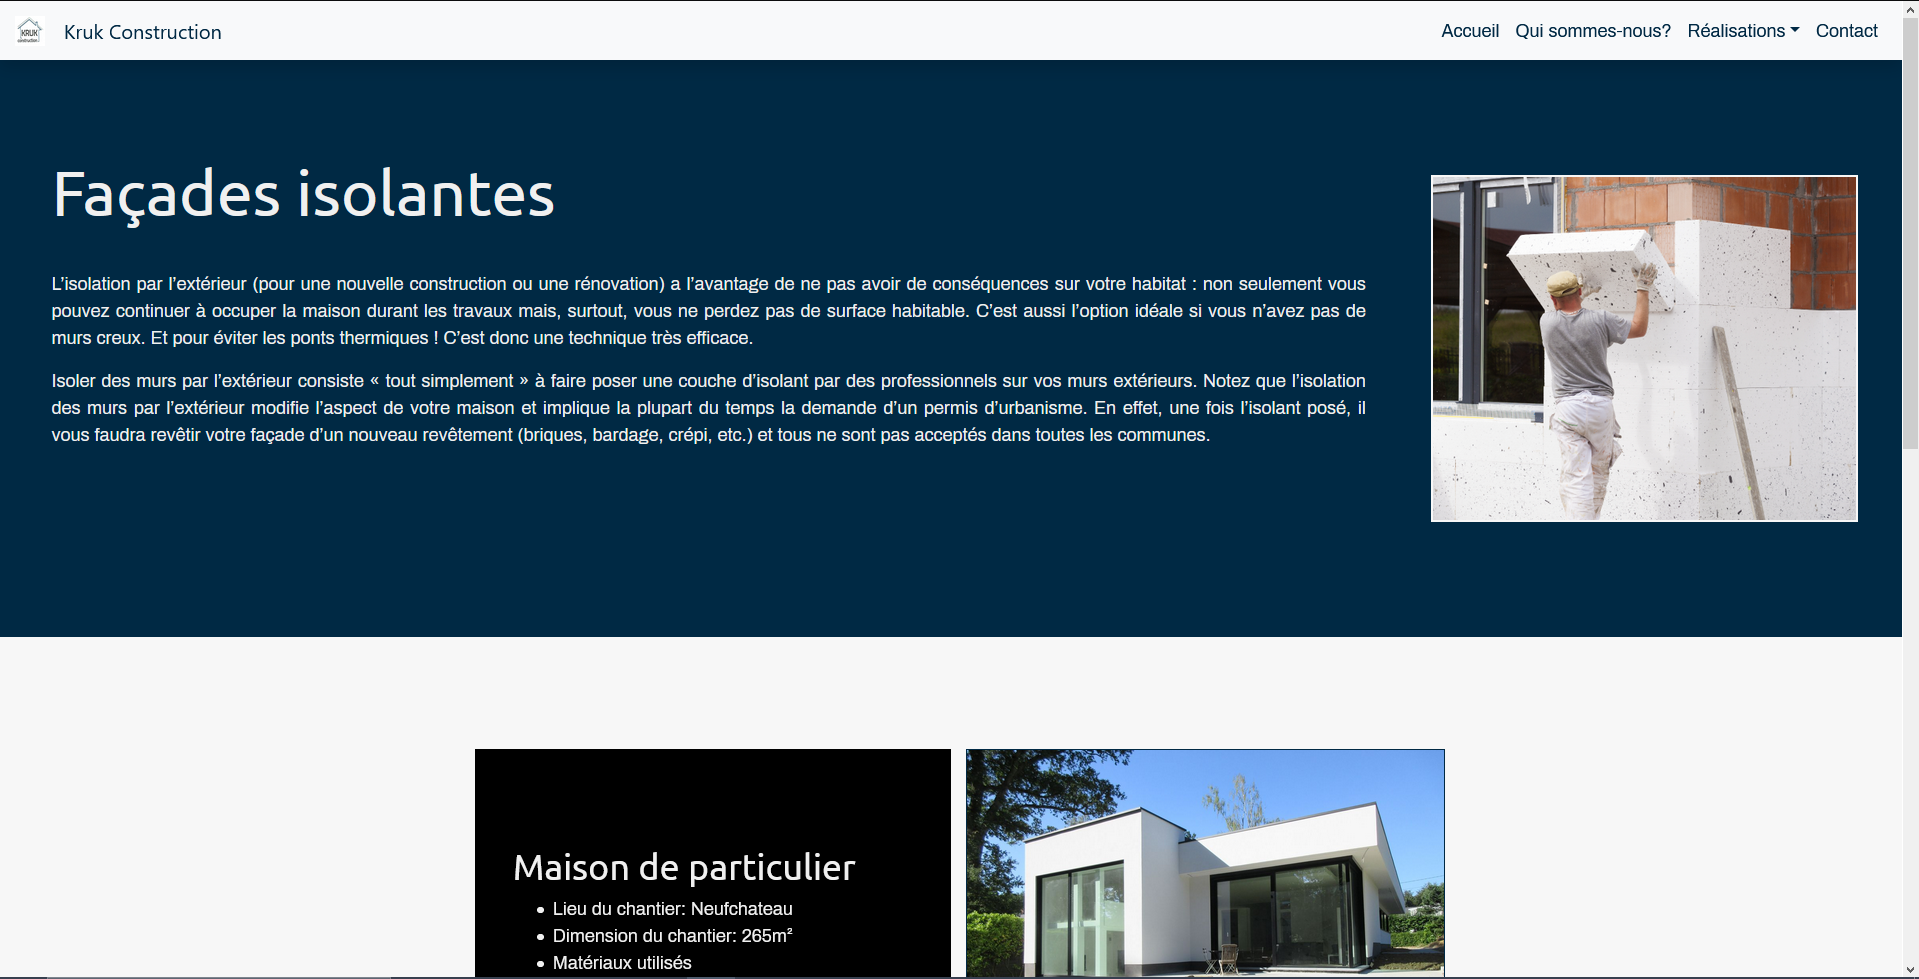 KRUK
construction
Kruk Construction
Accueil Qui sommes-nous? Réalisations Contact
Façades isolantes
L’isolation par l’extérieur (pour une nouvelle construction ou une rénovation) a l’avantage de ne pas avoir de conséquences sur votre habitat : non seulement vous
pouvez continuer à occuper la maison durant les travaux mais, surtout, vous ne perdez pas de surface habitable. C’est aussi l’option idéale si vous n’avez pas de
murs creux. Et pour éviter les ponts thermiques ! C’est donc une technique très efficace.
Isoler des murs par l’extérieur consiste « tout simplement » à faire poser une couche d’isolant par des professionnels sur vos murs extérieurs. Notez que l’isolation
des murs par l’extérieur modifie l’aspect de votre maison et implique la plupart du temps la demande d’un permis d’urbanisme. En effet, une fois l’isolant posé, il
vous faudra revêtir votre façade d’un nouveau revêtement (briques, bardage, crépi, etc.) et tous ne sont pas acceptés dans toutes les communes.
Maison de particulier
Lieu du chantier: Neufchateau
Dimension du chantier: 265m²
Matériaux utilisés